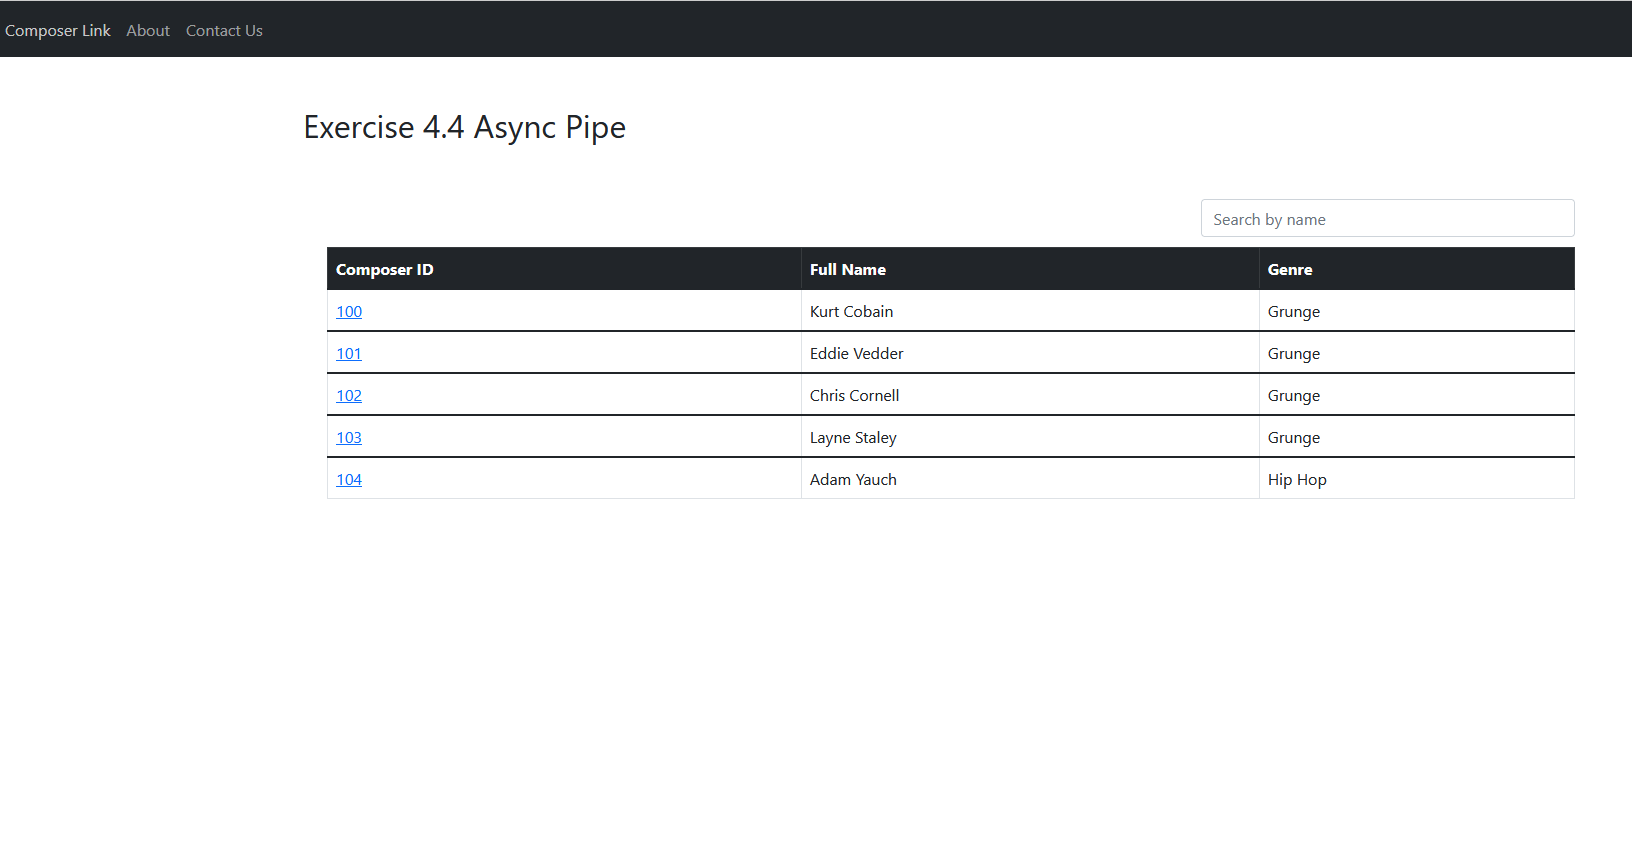 Composer Link About Contact Us
Exercise 4.4 Async Pipe
Search by name
Composer ID Full Name Genre
100 Kurt Cobain Grunge
101 Eddie Vedder Grunge
102 Chris Cornell Grunge
103 Layne Staley Grunge
104 Adam Yauch Hip Hop